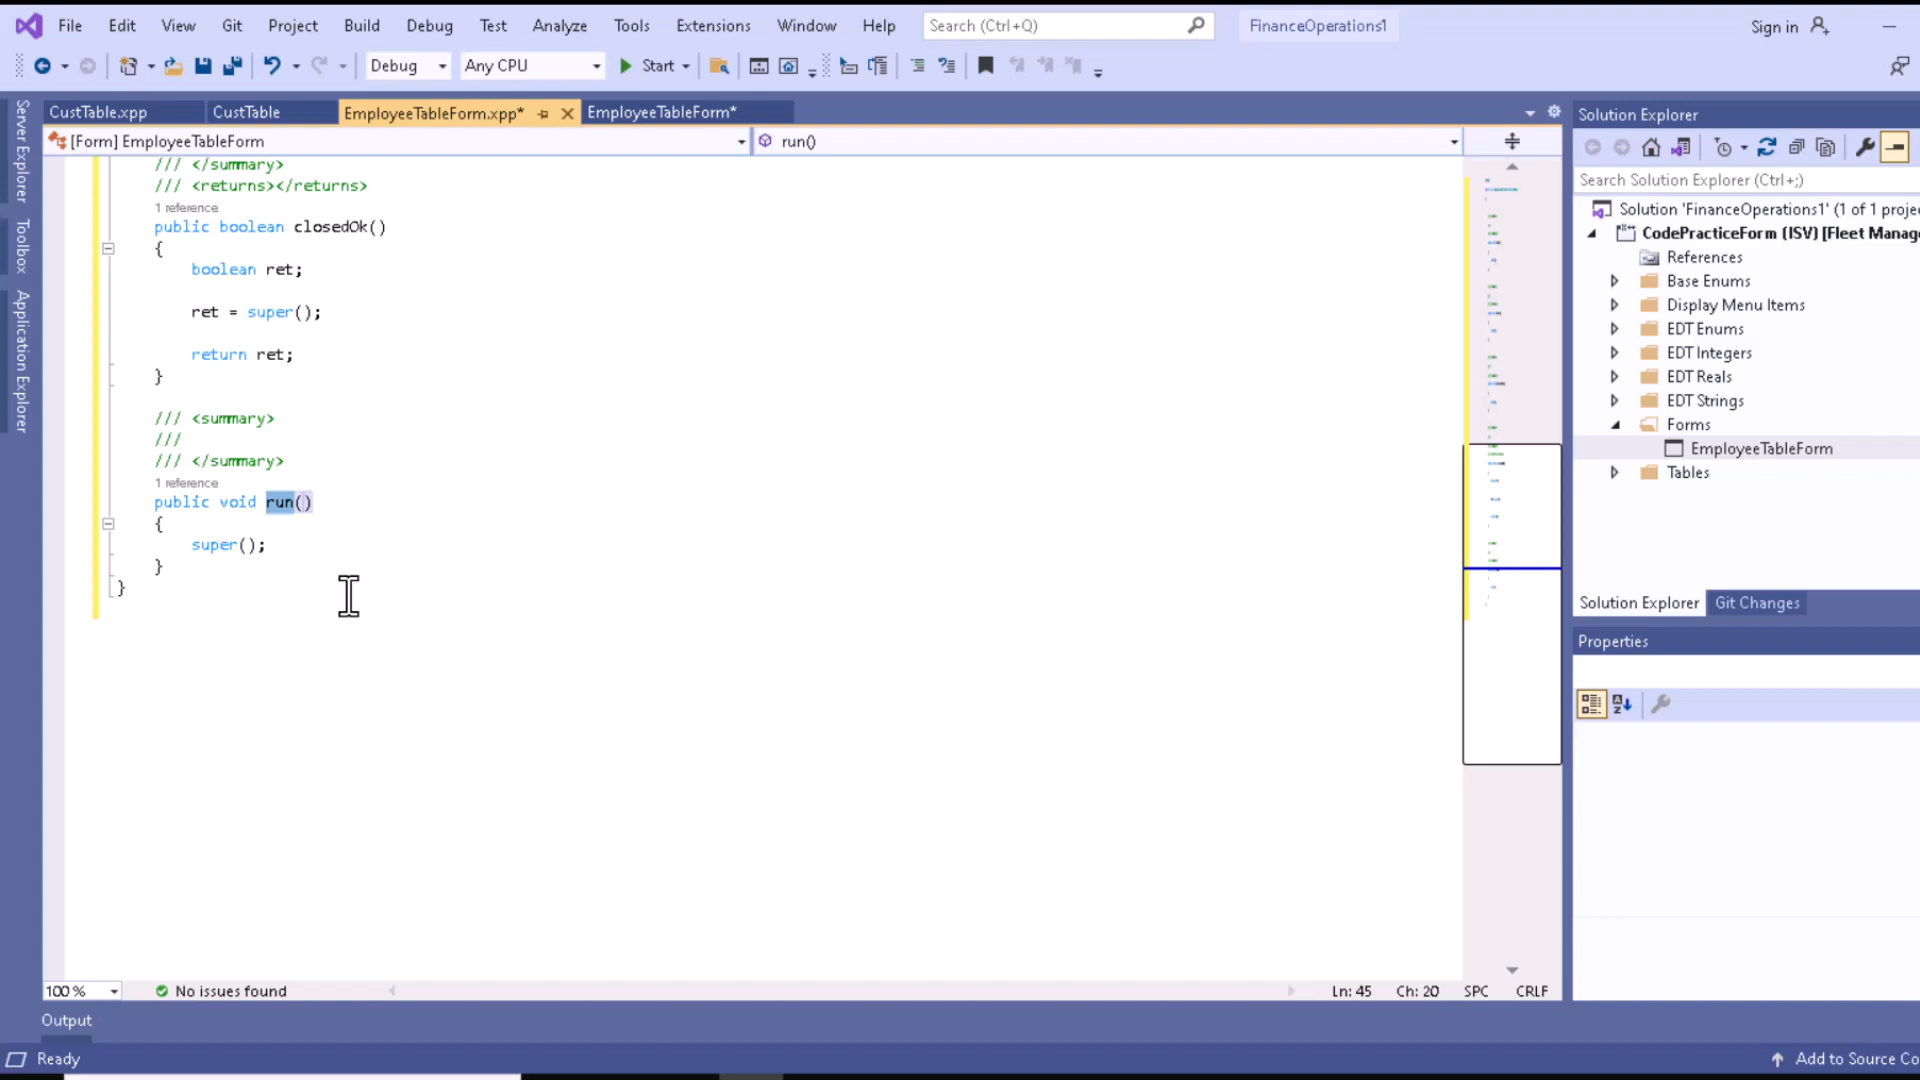 File Edit View Git Project Build Debug Test Analyze Tools Extensions Window Help Search (Ctrl+Q) FinanceOperations1 Sign in
Debug Any CPU Start
Server Explorer
Toolbox
Application Explorer
CustTable.xpp CustTable EmployeeTableForm.xpp* EmployeeTableForm*
[Form] EmployeeTableForm run()
/// </summary>
/// <returns></returns>
1 reference
public boolean closedOk()
{
boolean ret;
ret = super();
return ret;
}
/// <summary>
///
/// </summary>
1 reference
public void run()
{
super();
}
}
100 % No issues found Ln: 45 Ch: 20 SPC CRLF
Solution Explorer
Search Solution Explorer (Ctrl+;)
Solution 'FinanceOperations1' (1 of 1 projec
CodePracticeForm (ISV) [Fleet Manag
References
Base Enums
Display Menu Items
EDT Enums
EDT Integers
EDT Reals
EDT Strings
Forms
EmployeeTableForm
Tables
Solution Explorer Git Changes
Properties
Output
Ready Add to Source Co